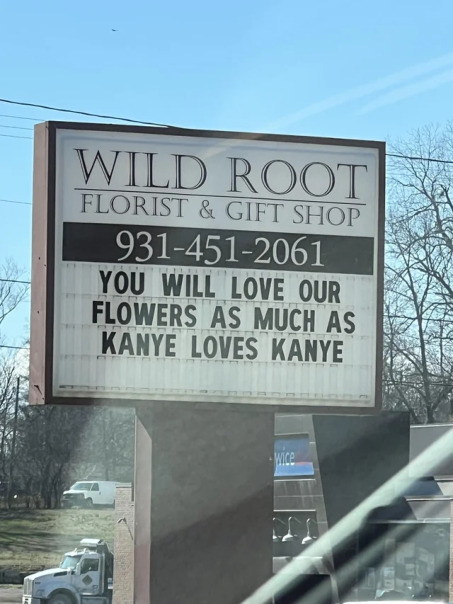 WILD ROOT
FLORIST & GIFT SHOP
931-451-2061
YOU WILL LOVE OUR
FLOWERS AS MUCH AS
KANYE LOVES KANYE